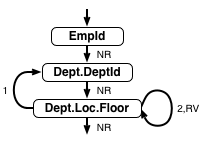 EmpId
NR
Dept.DeptId
1
NR
Dept.Loc.Floor
2,RV
NR